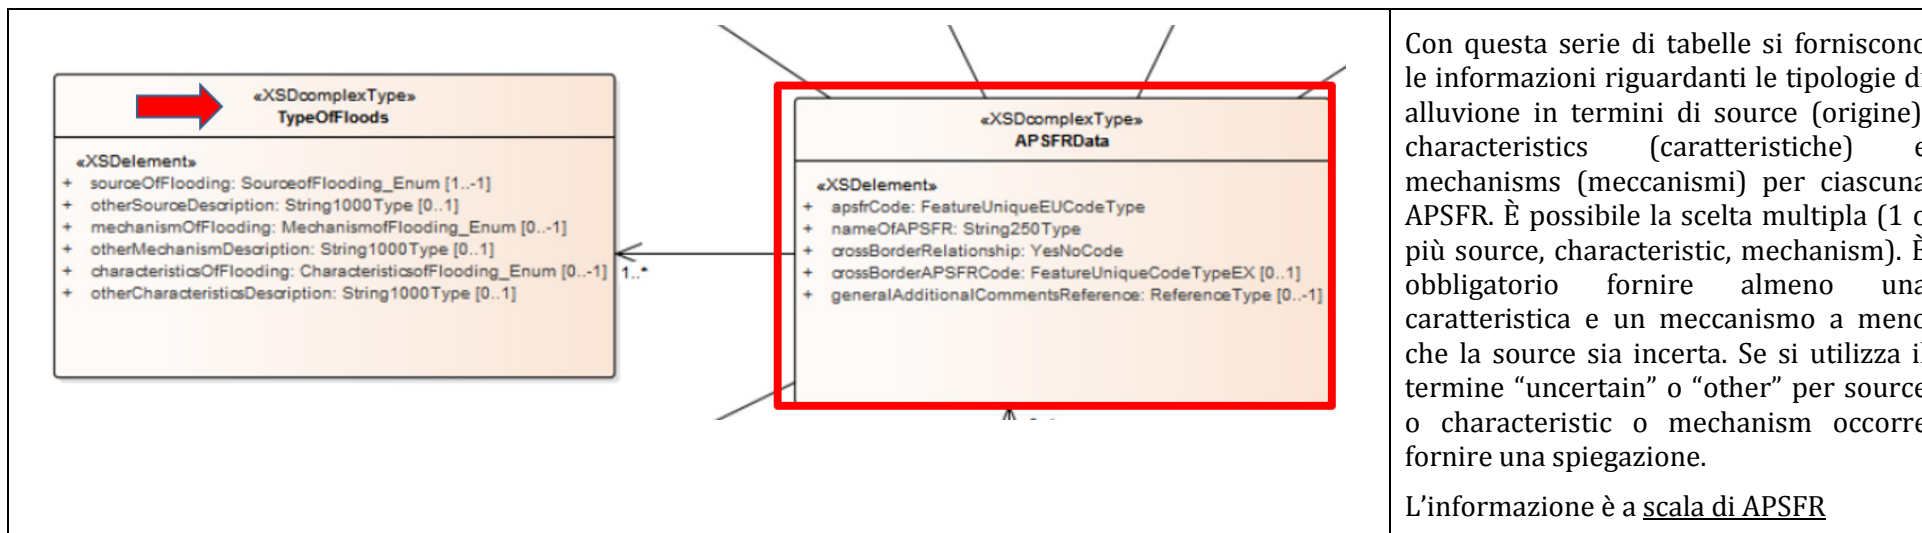 «XSDcomplexType»
TypeOfFloods
«XSDelement»
+ sourceOfFlooding: SourceofFlooding_Enum [1..-1]
+ otherSourceDescription: String1000Type [0..1]
+ mechanismOfFlooding: MechanismofFlooding_Enum [0..-1]
+ otherMechanismDescription: String1000Type [0..1]
+ characteristicsOfFlooding: CharacteristicsofFlooding_Enum [0..-1]
+ otherCharacteristicsDescription: String1000Type [0..1]
1..*
«XSDcomplexType»
APSFRData
«XSDelement»
+ apsfrCode: FeatureUniqueEUCodeType
+ nameOfAPSFR: String250Type
+ crossBorderRelationship: YesNoCode
+ crossBorderAPSFRCode: FeatureUniqueCodeTypeEX [0..1]
+ generalAdditionalCommentsReference: ReferenceType [0..-1]
Con questa serie di tabelle si forniscono
le informazioni riguardanti le tipologie di
alluvione in termini di source (origine),
characteristics (caratteristiche) e
mechanisms (meccanismi) per ciascuna
APSFR. È possibile la scelta multipla (1 o
più source, characteristic, mechanism). È
obbligatorio fornire almeno una
caratteristica e un meccanismo a meno
che la source sia incerta. Se si utilizza il
termine “uncertain” o “other” per source
o characteristic o mechanism occorre
fornire una spiegazione.
L’informazione è a scala di APSFR